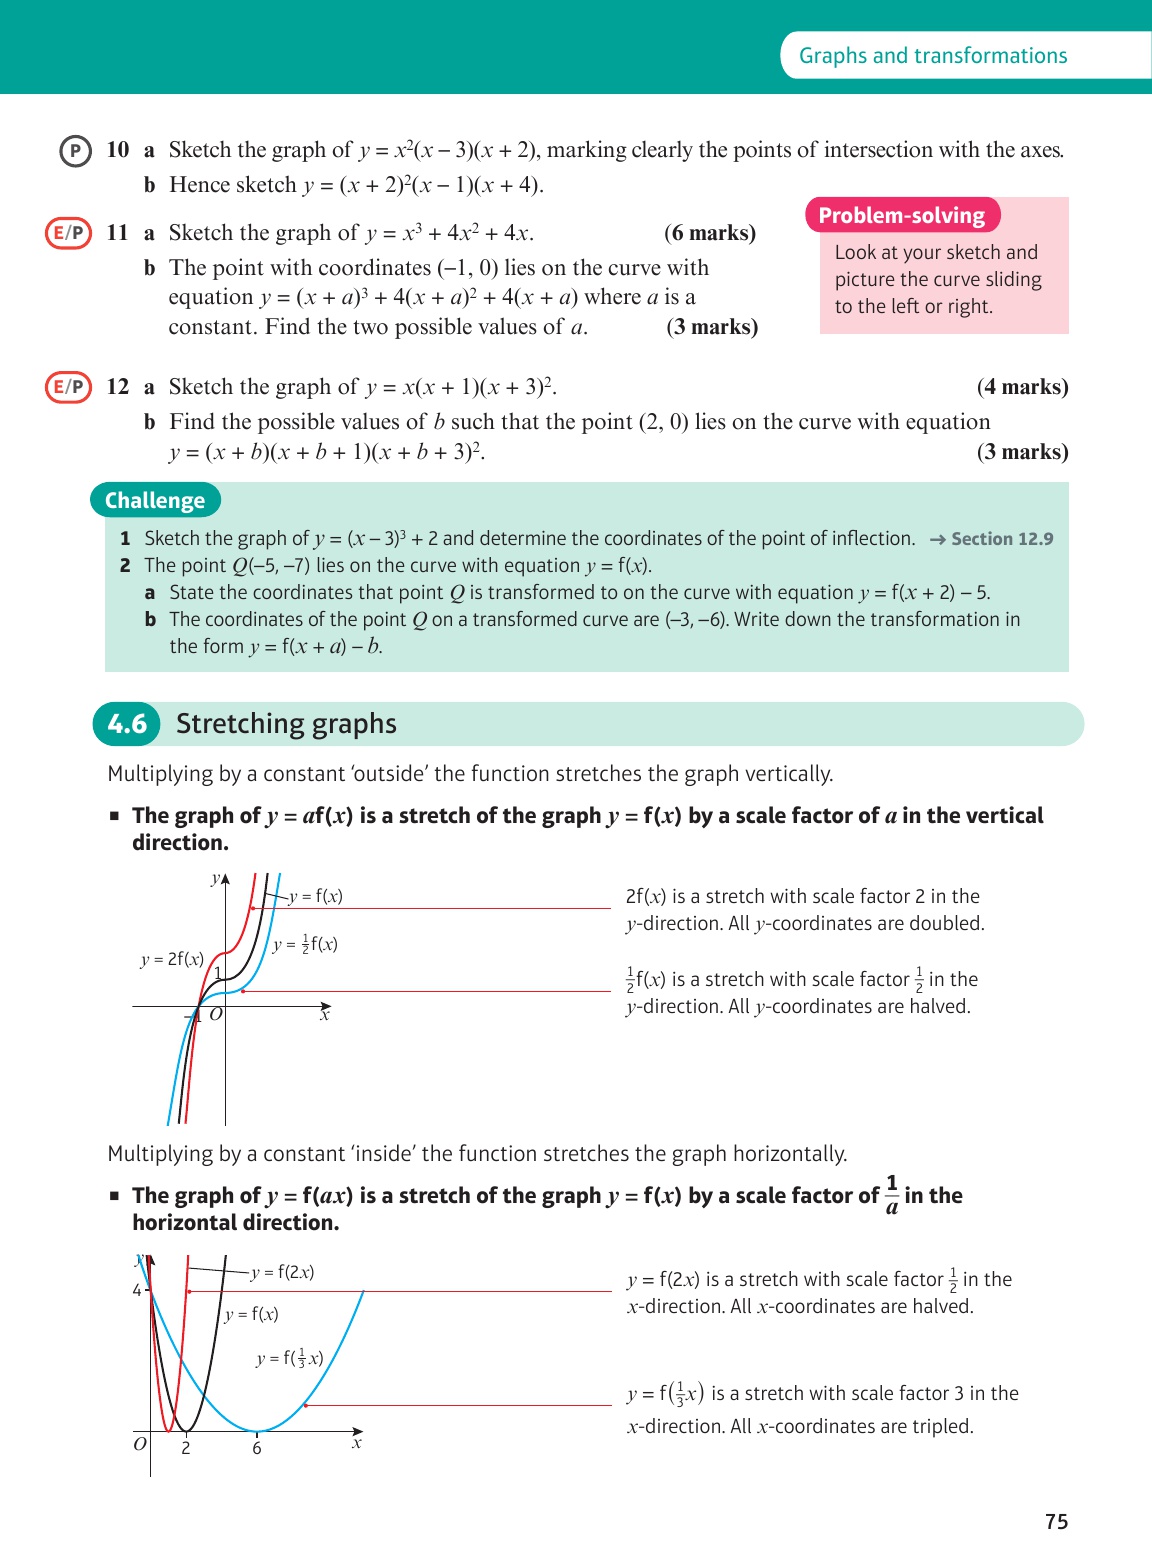 Graphs and transformations
P 10 a Sketch the graph of y = x²(x − 3)(x + 2), marking clearly the points of intersection with the axes.
b Hence sketch y = (x + 2)²(x − 1)(x + 4).
E/P 11 a Sketch the graph of y = x³ + 4x² + 4x. (6 marks)
b The point with coordinates (−1, 0) lies on the curve with
equation y = (x + a)³ + 4(x + a)² + 4(x + a) where a is a
constant. Find the two possible values of a. (3 marks)
Problem-solving
Look at your sketch and
picture the curve sliding
to the left or right.
E/P 12 a Sketch the graph of y = x(x + 1)(x + 3)². (4 marks)
b Find the possible values of b such that the point (2, 0) lies on the curve with equation
y = (x + b)(x + b + 1)(x + b + 3)². (3 marks)
Challenge
1 Sketch the graph of y = (x − 3)³ + 2 and determine the coordinates of the point of inflection. → Section 12.9
2 The point Q(−5, −7) lies on the curve with equation y = f(x).
a State the coordinates that point Q is transformed to on the curve with equation y = f(x + 2) − 5.
b The coordinates of the point Q on a transformed curve are (−3, −6). Write down the transformation in
the form y = f(x + a) − b.
4.6 Stretching graphs
Multiplying by a constant ‘outside’ the function stretches the graph vertically.
■ The graph of y = af(x) is a stretch of the graph y = f(x) by a scale factor of a in the vertical
direction.
y
y = f(x)
y = ½f(x)
y = 2f(x)
1
−1 O x
2f(x) is a stretch with scale factor 2 in the
y-direction. All y-coordinates are doubled.
½f(x) is a stretch with scale factor ½ in the
y-direction. All y-coordinates are halved.
Multiplying by a constant ‘inside’ the function stretches the graph horizontally.
■ The graph of y = f(ax) is a stretch of the graph y = f(x) by a scale factor of 1/a in the
horizontal direction.
y
y = f(2x)
4
y = f(x)
y = f(⅓x)
O 2 6 x
y = f(2x) is a stretch with scale factor ½ in the
x-direction. All x-coordinates are halved.
y = f(⅓x) is a stretch with scale factor 3 in the
x-direction. All x-coordinates are tripled.
75